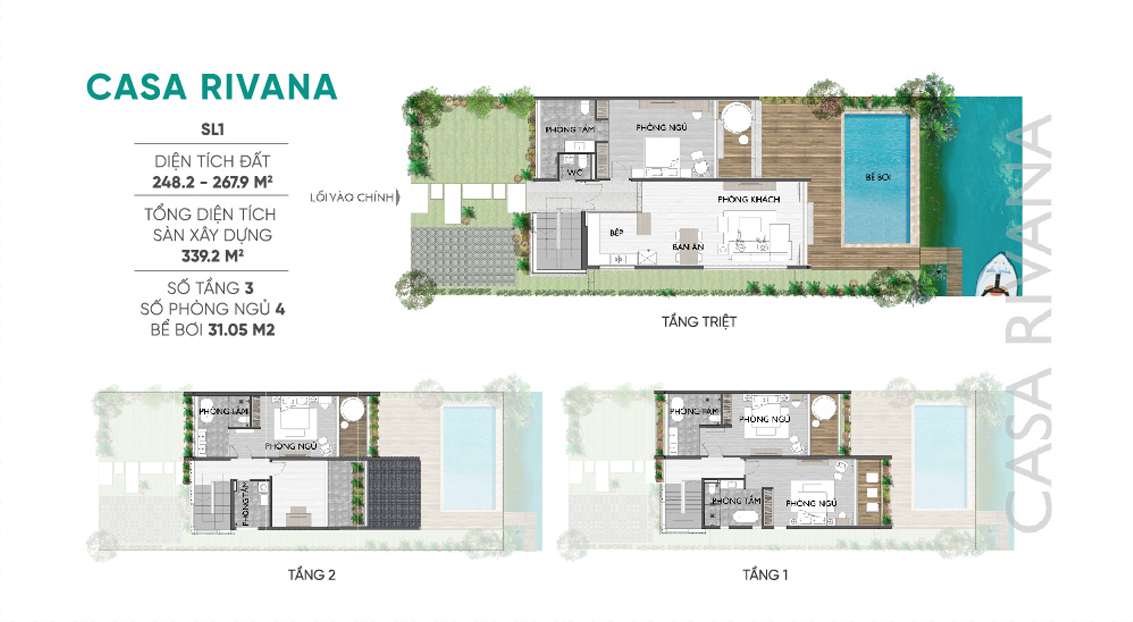 CASA RIVANA
SL1
DIỆN TÍCH ĐẤT
248.2 - 267.9 M²
TỔNG DIỆN TÍCH
SÀN XÂY DỰNG
339.2 M²
SỐ TẦNG 3
SỐ PHÒNG NGỦ 4
BỂ BƠI 31.05 M2
LỐI VÀO CHÍNH
PHÒNG TẮM
PHÒNG NGỦ
WC
BỂ BƠI
PHÒNG KHÁCH
BẾP
BÀN ĂN
TẦNG TRIỆT
CASA RIVANA
PHÒNG TẮM
PHÒNG NGỦ
PHÒNG TẮM
TẦNG 2
PHÒNG TẮM
PHÒNG NGỦ
PHÒNG TẮM
PHÒNG NGỦ
TẦNG 1